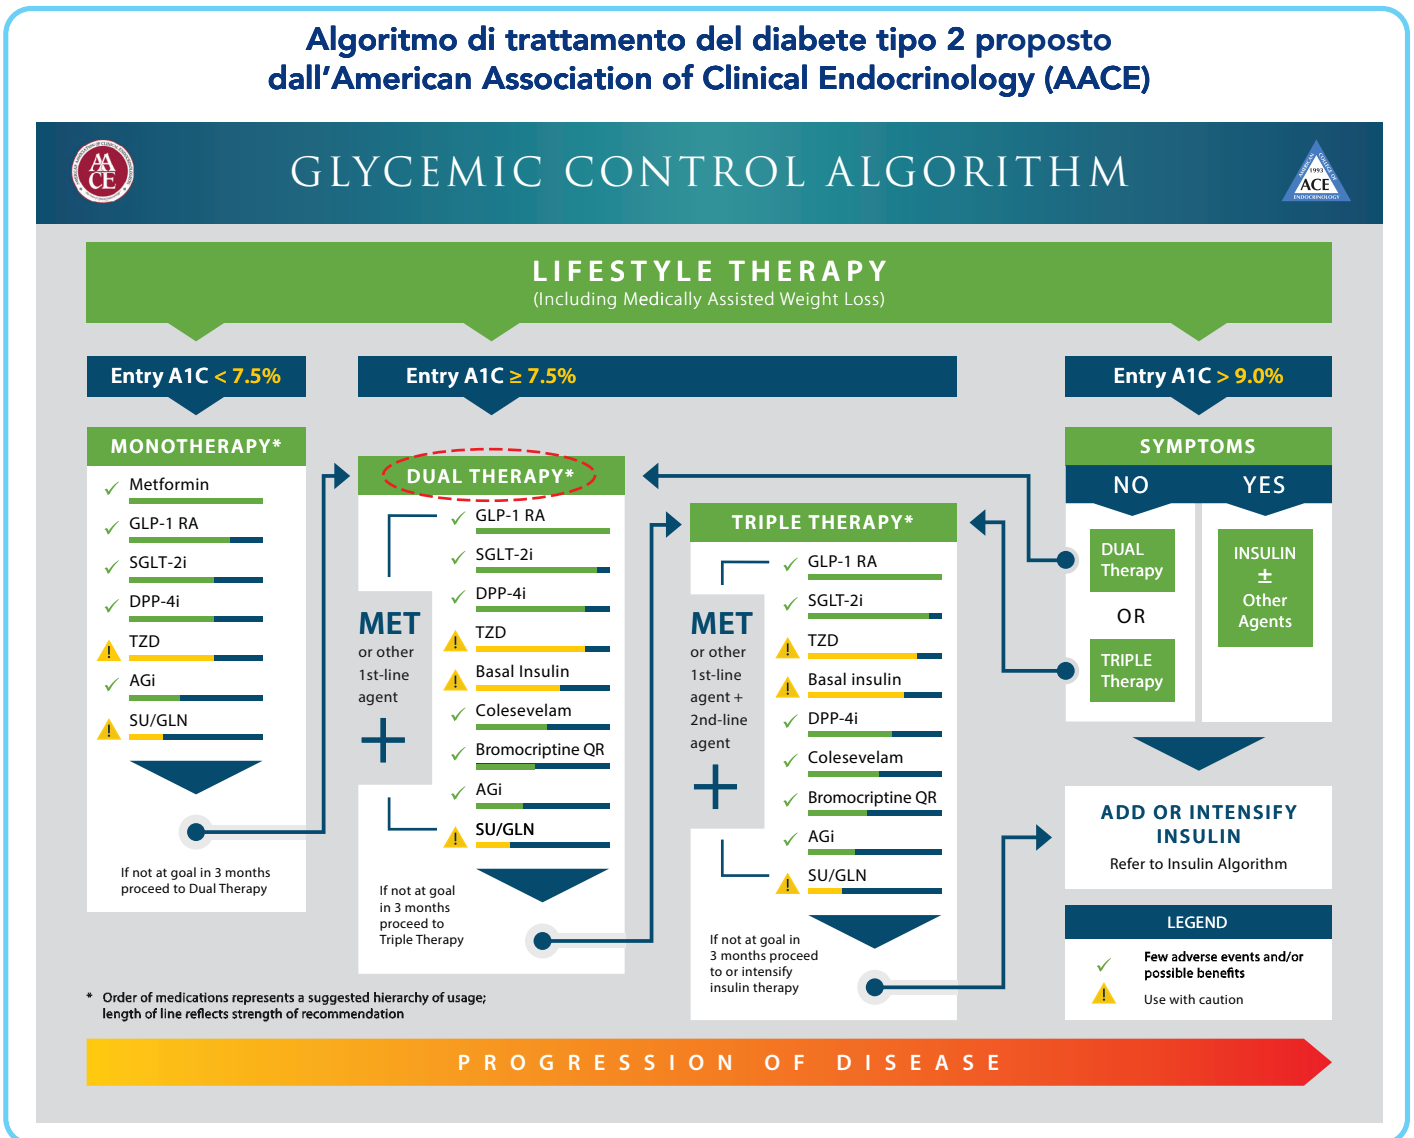 Algoritmo di trattamento del diabete tipo 2 proposto
dall'American Association of Clinical Endocrinology (AACE)
AA
CE
GLYCEMIC CONTROL ALGORITHM
AMERICAN COLLEGE OF
1993
ACE
ENDOCRINOLOGY
LIFESTYLE THERAPY
(Including Medically Assisted Weight Loss)
Entry A1C < 7.5%
MONOTHERAPY*
Metformin
GLP-1 RA
SGLT-2i
DPP-4i
TZD
AGi
SU/GLN
If not at goal in 3 months
proceed to Dual Therapy
Entry A1C ≥ 7.5%
DUAL THERAPY*
MET
or other
1st-line
agent
+
GLP-1 RA
SGLT-2i
DPP-4i
TZD
Basal Insulin
Colesevelam
Bromocriptine QR
AGi
SU/GLN
If not at goal
in 3 months
proceed to
Triple Therapy
TRIPLE THERAPY*
MET
or other
1st-line
agent +
2nd-line
agent
+
GLP-1 RA
SGLT-2i
TZD
Basal insulin
DPP-4i
Colesevelam
Bromocriptine QR
AGi
SU/GLN
If not at goal in
3 months proceed
to or intensify
insulin therapy
Entry A1C > 9.0%
SYMPTOMS
NO
YES
DUAL
Therapy
OR
TRIPLE
Therapy
INSULIN
±
Other
Agents
ADD OR INTENSIFY
INSULIN
Refer to Insulin Algorithm
LEGEND
Few adverse events and/or
possible benefits
Use with caution
* Order of medications represents a suggested hierarchy of usage;
length of line reflects strength of recommendation
PROGRESSION OF DISEASE